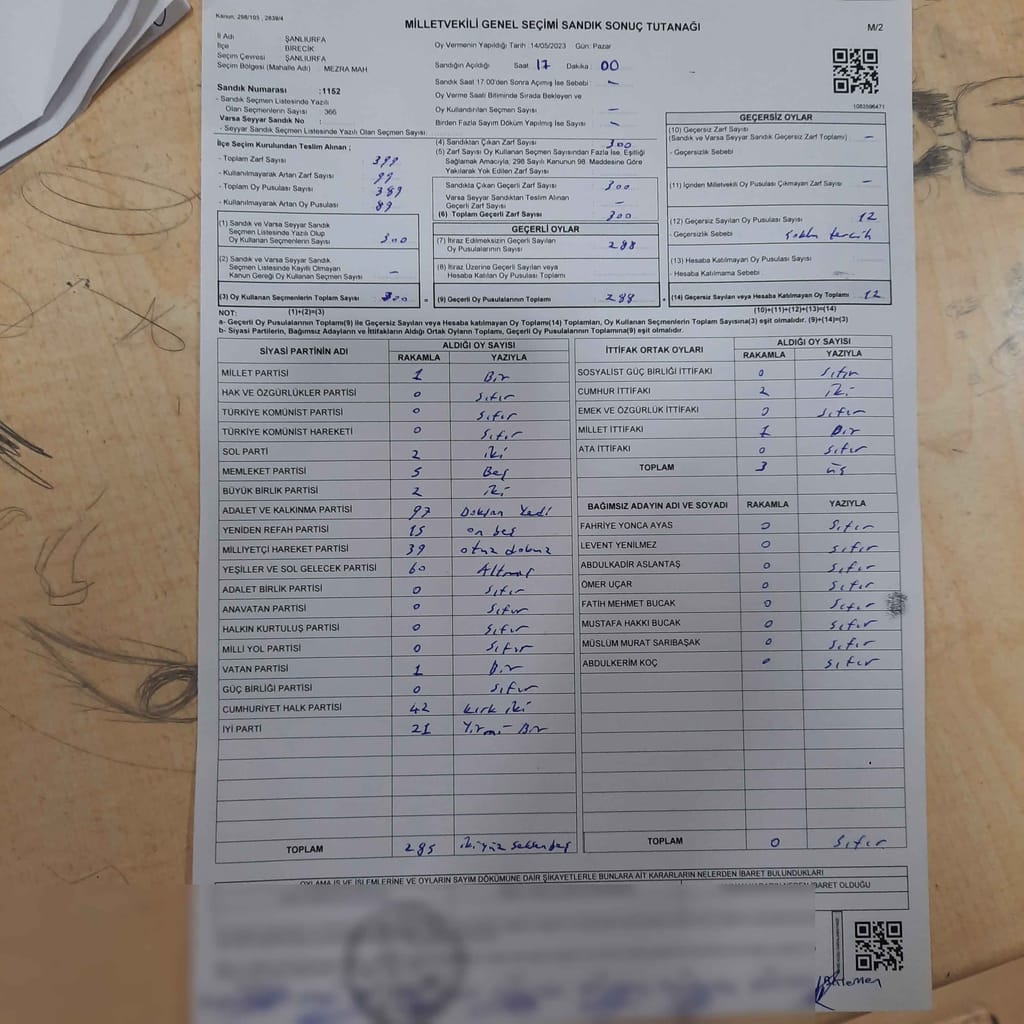 Kanun: 298/105 , 2839/4
MİLLETVEKİLİ GENEL SEÇİMİ SANDIK SONUÇ TUTANAĞI
M/2
İl Adı : ŞANLIURFA
İlçe : BİRECİK
Seçim Çevresi : ŞANLIURFA
Seçim Bölgesi (Mahalle Adı) : MEZRA MAH
Sandık Numarası :1152
- Sandık Seçmen Listesinde Yazılı
Olan Seçmenlerin Sayısı : 366
Varsa Seyyar Sandık No :
- Seyyar Sandık Seçmen Listesinde Yazılı Olan Seçmen Sayısı:
Oy Vermenin Yapıldığı Tarih :14/05/2023 Gün: Pazar
Sandığın Açıldığı Saat 17 Dakika 00
Sandık Saat 17:00'den Sonra Açımış İse Sebebi : -
Oy Verme Saati Bitiminde Sırada Bekleyen ve
Oy Kullandırılan Seçmen Sayısı : -
Birden Fazla Sayım Döküm Yapılmış İse Sayısı : -
1083596471
İlçe Seçim Kurulundan Teslim Alınan ;
- Toplam Zarf Sayısı : 399
- Kullanılmayarak Artan Zarf Sayısı : 99
- Toplam Oy Pusulası Sayısı : 389
- Kullanılmayarak Artan Oy Pusulası : 89
(4) Sandıktan Çıkan Zarf Sayısı : 300
(5) Zarf Sayısı Oy Kullanan Seçmen Sayısından Fazla İse, Eşitliği
Sağlamak Amacıyla, 298 Sayılı Kanunun 98. Maddesine Göre
Yakılarak Yok Edilen Zarf Sayısı :
Sandıkta Çıkan Geçerli Zarf Sayısı : 300
Varsa Seyyar Sandıktan Teslim Alınan
Geçerli Zarf Sayısı : -
(6) Toplam Geçerli Zarf Sayısı : 300
GEÇERSİZ OYLAR
(10) Geçersiz Zarf Sayısı
(Sandık ve Varsa Seyyar Sandık Geçersiz Zarf Toplamı) : -
- Geçersizlik Sebebi
(11) İçinden Milletvekili Oy Pusulası Çıkmayan Zarf Sayısı : -
(12) Geçersiz Sayılan Oy Pusulası Sayısı : 12
- Geçersizlik Sebebi : tercih
(13) Hesaba Katılmayan Oy Pusulası Sayısı :
- Hesaba Katılmama Sebebi :
(14) Geçersiz Sayılan veya Hesaba Katılmayan Oy Toplamı : 12
(1) Sandık ve Varsa Seyyar Sandık
Seçmen Listesinde Yazılı Olup
Oy Kullanan Seçmenlerin Sayısı : 300
(2) Sandık ve Varsa Seyyar Sandık
Seçmen Listesinde Kayıtlı Olmayan
Kanun Gereği Oy Kullanan Seçmen Sayısı : -
(3) Oy Kullanan Seçmenlerin Toplam Sayısı : 300
GEÇERLİ OYLAR
(7) İtiraz Edilmeksizin Geçerli Sayılan
Oy Pusulalarının Sayısı : 288
(8) İtiraz Üzerine Geçerli Sayılan veya
Hesaba Katılan Oy Pusulası Toplamı :
(9) Geçerli Oy Pusulalarının Toplamı : 288
NOT: (1)+(2)=(3) (10)+(11)+(12)+(13)=(14)
a- Geçerli Oy Pusulalarının Toplamı(9) ile Geçersiz Sayılan veya Hesaba katılmayan Oy Toplamı(14) Toplamları, Oy Kullanan Seçmenlerin Toplam Sayısına(3) eşit olmalıdır. (9)+(14)=(3)
b- Siyasi Partilerin, Bağımsız Adayların ve İttifakların Aldığı Ortak Oyların Toplamı, Geçerli Oy Pusulalarının Toplamına(9) eşit olmalıdır.
SİYASİ PARTİNİN ADI ALDIĞI OY SAYISI
RAKAMLA YAZIYLA
MİLLET PARTİSİ 1 Bir
HAK VE ÖZGÜRLÜKLER PARTİSİ 0 sıfır
TÜRKİYE KOMÜNİST PARTİSİ 0 sıfır
TÜRKİYE KOMÜNİST HAREKETİ 0 sıfır
SOL PARTİ 2 iki
MEMLEKET PARTİSİ 5 Beş
BÜYÜK BİRLİK PARTİSİ 2 iki
ADALET VE KALKINMA PARTİSİ 97 Doksan Yedi
YENİDEN REFAH PARTİSİ 15 on beş
MİLLİYETÇİ HAREKET PARTİSİ 39 otuz dokuz
YEŞİLLER VE SOL GELECEK PARTİSİ 60 Altmış
ADALET BİRLİK PARTİSİ 0 sıfır
ANAVATAN PARTİSİ 0 sıfır
HALKIN KURTULUŞ PARTİSİ 0 sıfır
MİLLİ YOL PARTİSİ 0 sıfır
VATAN PARTİSİ 1 Bir
GÜÇ BİRLİĞİ PARTİSİ 0 sıfır
CUMHURİYET HALK PARTİSİ 42 kırk iki
İYİ PARTİ 21 Yirmi Bir
TOPLAM 285 ikiyüz seksenbeş
İTTİFAK ORTAK OYLARI ALDIĞI OY SAYISI
RAKAMLA YAZIYLA
SOSYALİST GÜÇ BİRLİĞİ İTTİFAKI 0 sıfır
CUMHUR İTTİFAKI 2 iki
EMEK VE ÖZGÜRLÜK İTTİFAKI 0 sıfır
MİLLET İTTİFAKI 1 Bir
ATA İTTİFAKI 0 sıfır
TOPLAM 3 üç
BAĞIMSIZ ADAYIN ADI VE SOYADI RAKAMLA YAZIYLA
FAHRİYE YONCA AYAS 0 sıfır
LEVENT YENİLMEZ 0 sıfır
ABDULKADİR ASLANTAŞ 0 sıfır
ÖMER UÇAR 0 sıfır
FATİH MEHMET BUCAK 0 sıfır
MUSTAFA HAKKI BUCAK 0 sıfır
MÜSLÜM MURAT SARIBAŞAK 0 sıfır
ABDULKERİM KOÇ 0 sıfır
TOPLAM 0 sıfır
OYLAMA İŞ VE İŞLEMLERİNE VE OYLARIN SAYIM DÖKÜMÜNE DAİR ŞİKAYETLERLE BUNLARA AİT KARARLARIN NELERDEN İBARET BULUNDUKLARI
İBARET OLDUĞU